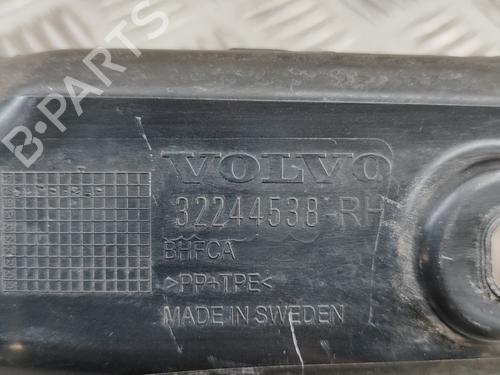 B-PARTS
VOLVO
32244538-RH
BHFCA
>PP+TPE<
MADE IN SWEDEN